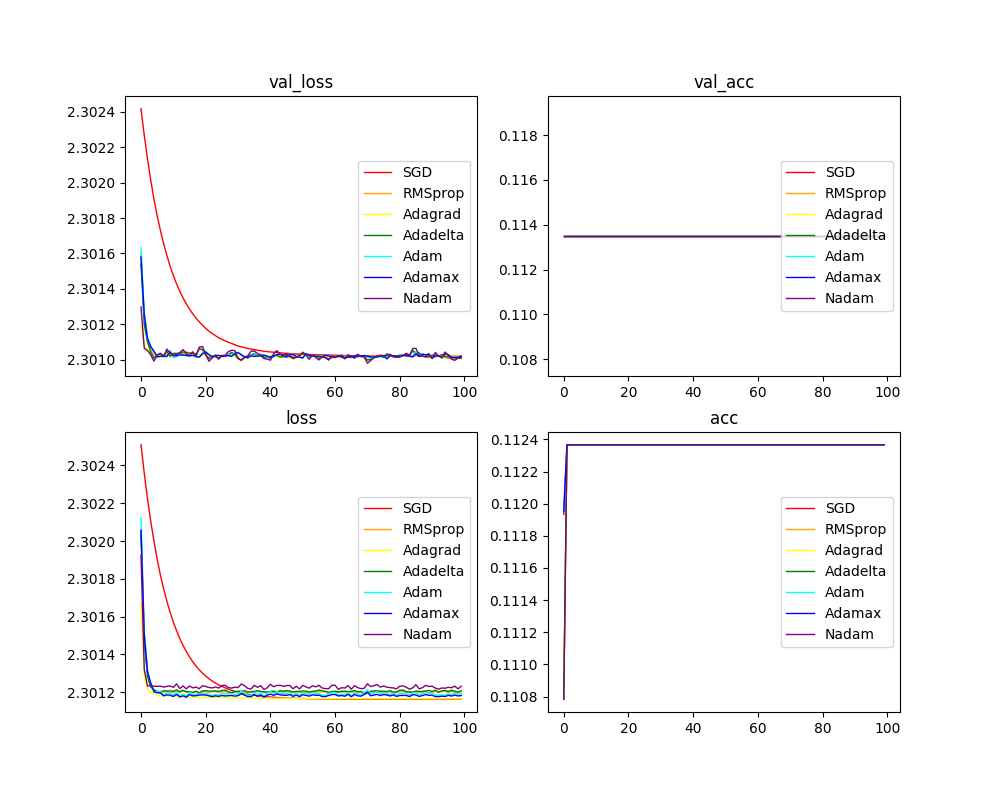 val_loss
2.3024
2.3022
2.3020
2.3018
2.3016
2.3014
2.3012
2.3010
0 20 40 60 80 100
SGD
RMSprop
Adagrad
Adadelta
Adam
Adamax
Nadam
val_acc
0.118
0.116
0.114
0.112
0.110
0.108
0 20 40 60 80 100
SGD
RMSprop
Adagrad
Adadelta
Adam
Adamax
Nadam
loss
2.3024
2.3022
2.3020
2.3018
2.3016
2.3014
2.3012
0 20 40 60 80 100
SGD
RMSprop
Adagrad
Adadelta
Adam
Adamax
Nadam
acc
0.1124
0.1122
0.1120
0.1118
0.1116
0.1114
0.1112
0.1110
0.1108
0 20 40 60 80 100
SGD
RMSprop
Adagrad
Adadelta
Adam
Adamax
Nadam